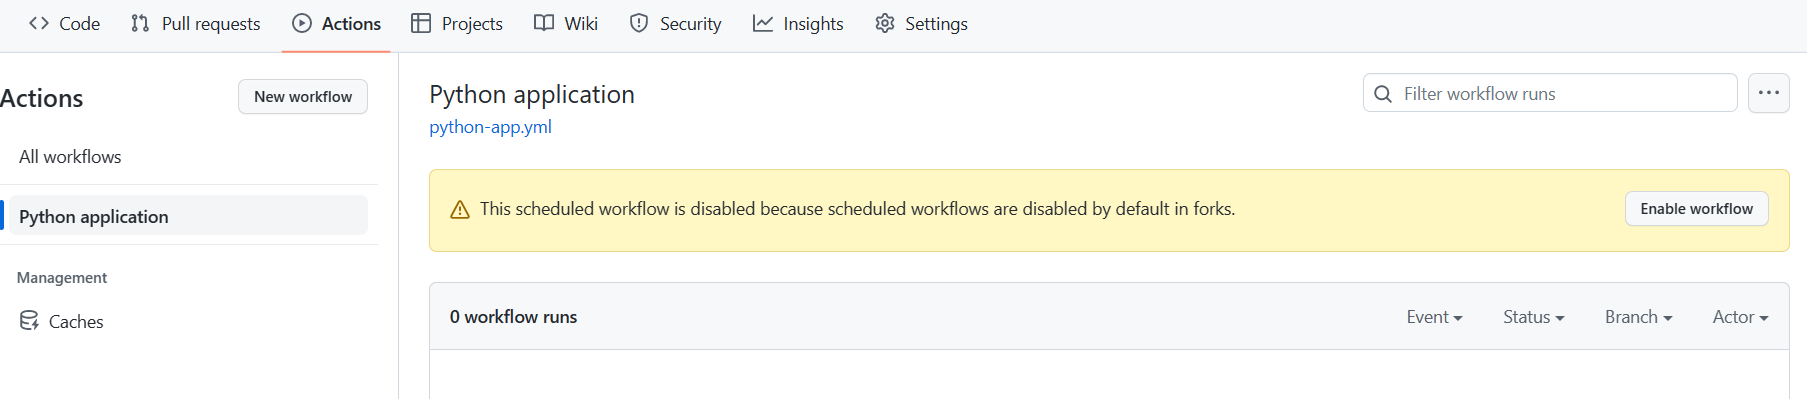 Code Pull requests Actions Projects Wiki Security Insights Settings
Actions
New workflow
All workflows
Python application
Management
Caches
Python application
python-app.yml
Filter workflow runs
This scheduled workflow is disabled because scheduled workflows are disabled by default in forks.
Enable workflow
0 workflow runs
Event Status Branch Actor